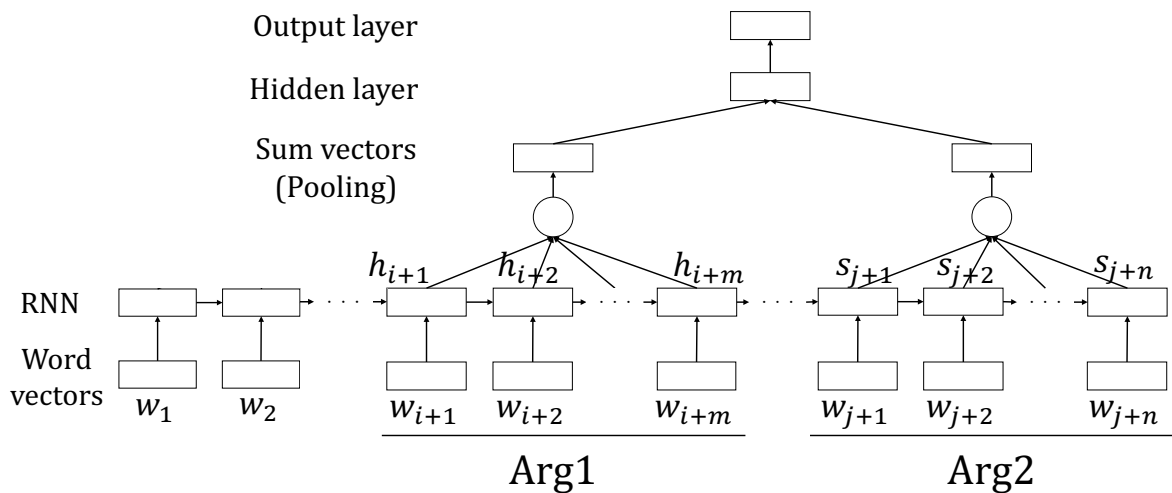 Output layer
Hidden layer
Sum vectors
(Pooling)
h_{i+1} h_{i+2} h_{i+m} s_{j+1} s_{j+2} s_{j+n}
RNN · · · · · · · · · · · · · · · ·
Word
vectors
w_1 w_2 w_{i+1} w_{i+2} w_{i+m} w_{j+1} w_{j+2} w_{j+n}
Arg1 Arg2